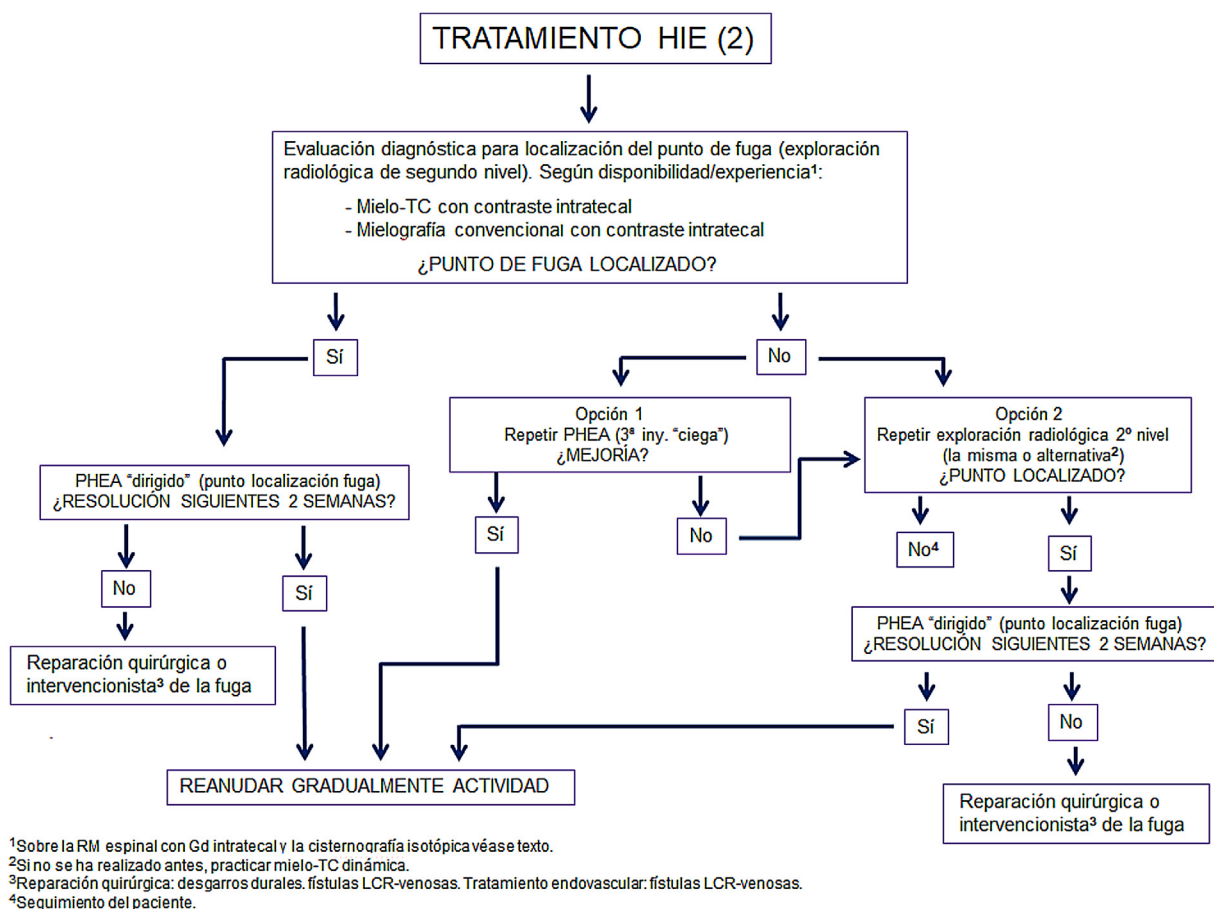 TRATAMIENTO HIE (2)
Evaluación diagnóstica para localización del punto de fuga (exploración
radiológica de segundo nivel). Según disponibilidad/experiencia¹:
- Mielo-TC con contraste intratecal
- Mielografía convencional con contraste intratecal
¿PUNTO DE FUGA LOCALIZADO?
Sí
No
Opción 1
Repetir PHEA (3ª iny. “ciega”)
¿MEJORÍA?
Opción 2
Repetir exploración radiológica 2º nivel
(la misma o alternativa²)
¿PUNTO LOCALIZADO?
PHEA “dirigido” (punto localización fuga)
¿RESOLUCIÓN SIGUIENTES 2 SEMANAS?
Sí
No
No⁴
Sí
No
Sí
PHEA “dirigido” (punto localización fuga)
¿RESOLUCIÓN SIGUIENTES 2 SEMANAS?
Reparación quirúrgica o
intervencionista³ de la fuga
Sí
No
REANUDAR GRADUALMENTE ACTIVIDAD
Reparación quirúrgica o
intervencionista³ de la fuga
¹Sobre la RM espinal con Gd intratecal y la cisternografía isotópica véase texto.
²Si no se ha realizado antes, practicar mielo-TC dinámica.
³Reparación quirúrgica: desgarros durales. fístulas LCR-venosas. Tratamiento endovascular: fístulas LCR-venosas.
⁴Seguimiento del paciente.